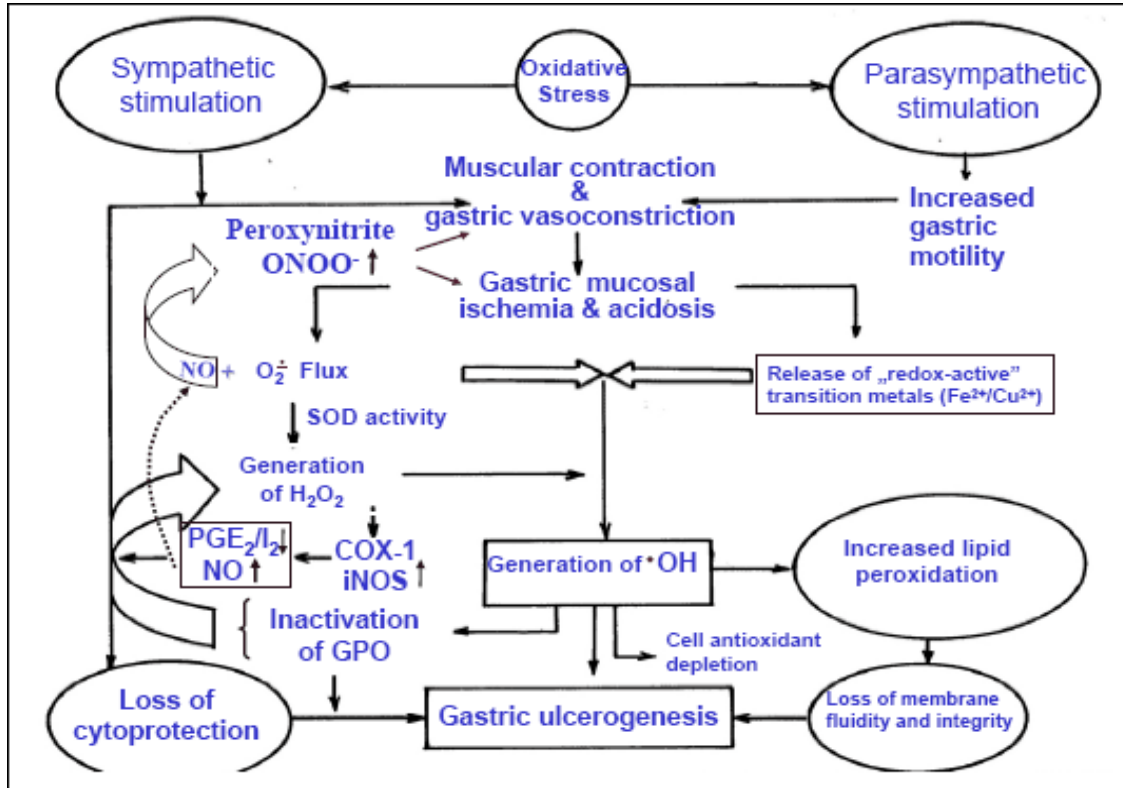 Sympathetic
stimulation
Oxidative
Stress
Parasympathetic
stimulation
Muscular contraction
&
gastric vasoconstriction
Increased
gastric
motility
Peroxynitrite
ONOO⁻ ↑
Gastric mucosal
ischemia & acidosis
NO + O₂•̄ Flux
Release of „redox-active”
transition metals (Fe²⁺/Cu²⁺)
SOD activity
Generation
of H₂O₂
PGE₂/I₂↓
NO ↑
COX-1
iNOS ↑
Generation of •OH
Increased lipid
peroxidation
Inactivation
of GPO
Cell antioxidant
depletion
Loss of
cytoprotection
Gastric ulcerogenesis
Loss of membrane
fluidity and integrity